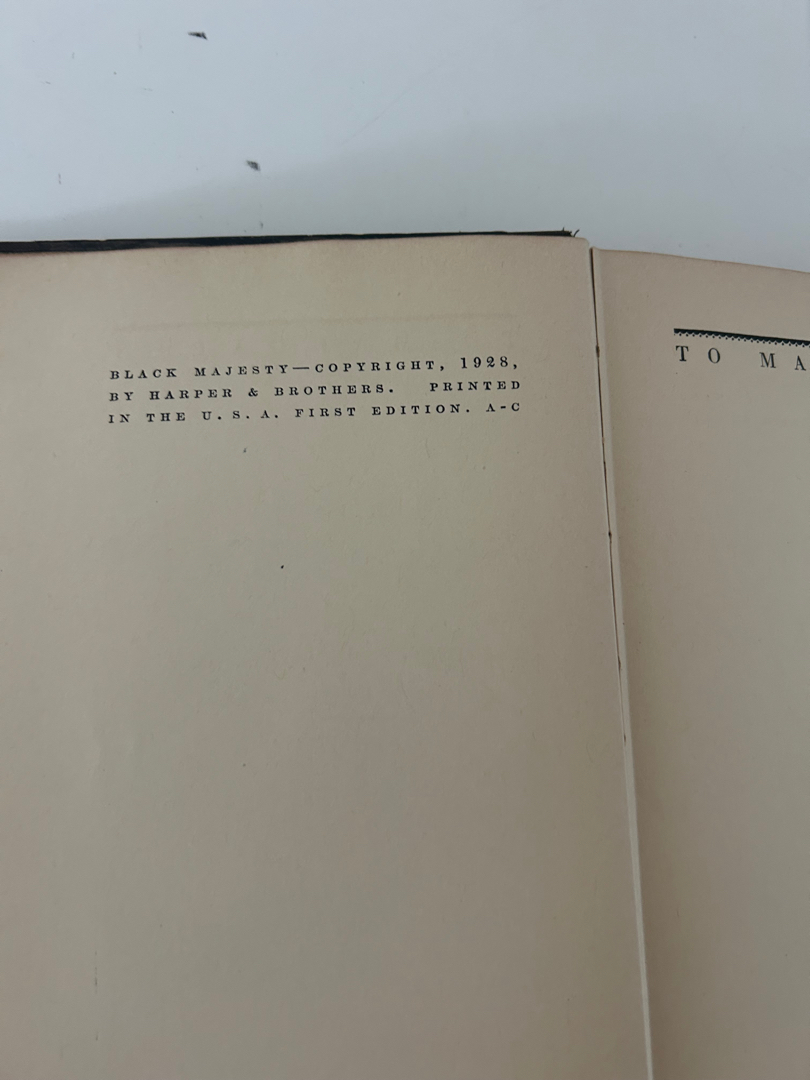 BLACK MAJESTY—COPYRIGHT, 1928,
BY HARPER & BROTHERS. PRINTED
IN THE U. S. A. FIRST EDITION. A-C
TO MA